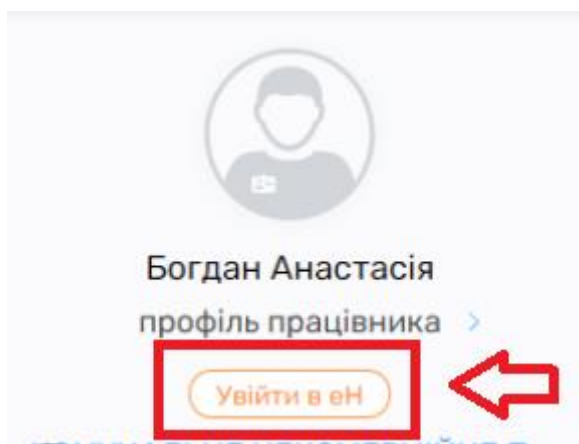 Богдан Анастасія
профіль працівника >
Увійти в еН